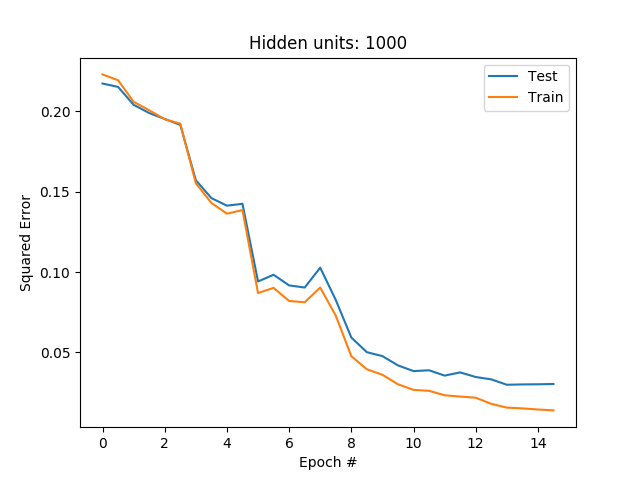 Hidden units: 1000
Test
Train
Squared Error
0.20
0.15
0.10
0.05
0 2 4 6 8 10 12 14
Epoch #